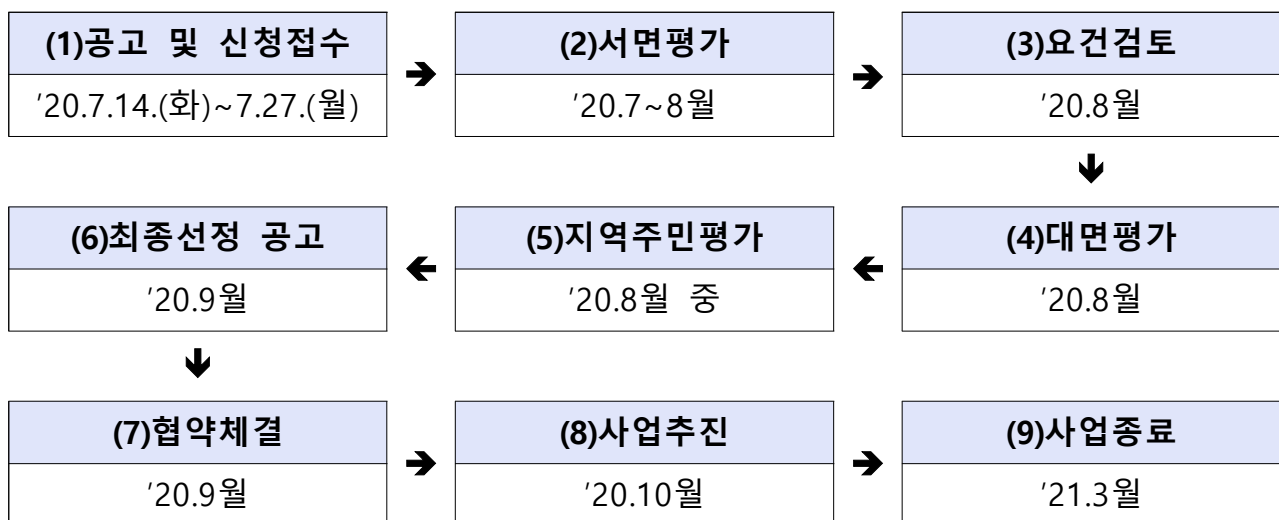 (1)공고 및 신청접수
'20.7.14.(화)~7.27.(월)
(2)서면평가
'20.7~8월
(3)요건검토
'20.8월
(4)대면평가
'20.8월
(5)지역주민평가
'20.8월 중
(6)최종선정 공고
'20.9월
(7)협약체결
'20.9월
(8)사업추진
'20.10월
(9)사업종료
'21.3월